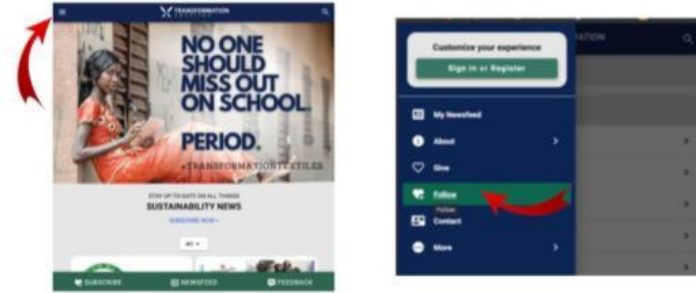 TRANSFORMATION
TEXTILES
NO ONE
SHOULD
MISS OUT
ON SCHOOL.
PERIOD.
#TRANSFORMATIONTEXTILES
STAY UP-TO-DATE ON ALL THINGS
SUSTAINABILITY NEWS
SUBSCRIBE NOW >
All
SUBSCRIBE
NEWSFEED
FEEDBACK
MATION
Customize your experience
Sign In or Register
My Newsfeed
About
Give
Follow
Follow
Contact
More